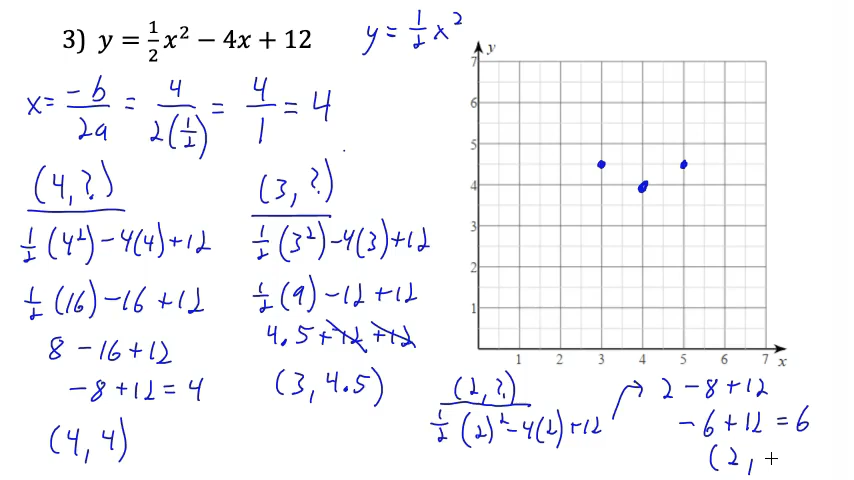 3) y = 1/2 x² − 4x + 12
y = 1/2 x²
x = −b/2a = 4/2(1/2) = 4/1 = 4
(4, ?)
1/2 (4²) − 4(4) + 12
1/2 (16) − 16 + 12
8 − 16 + 12
−8 + 12 = 4
(4, 4)
(3, ?)
1/2 (3²) − 4(3) + 12
1/2 (9) − 12 + 12
4.5 + 12 + 12
(3, 4.5)
y
7
6
5
4
3
2
1
1 2 3 4 5 6 7 x
(2, ?)
1/2 (2)² − 4(2) + 12
2 − 8 + 12
−6 + 12 = 6
(2,